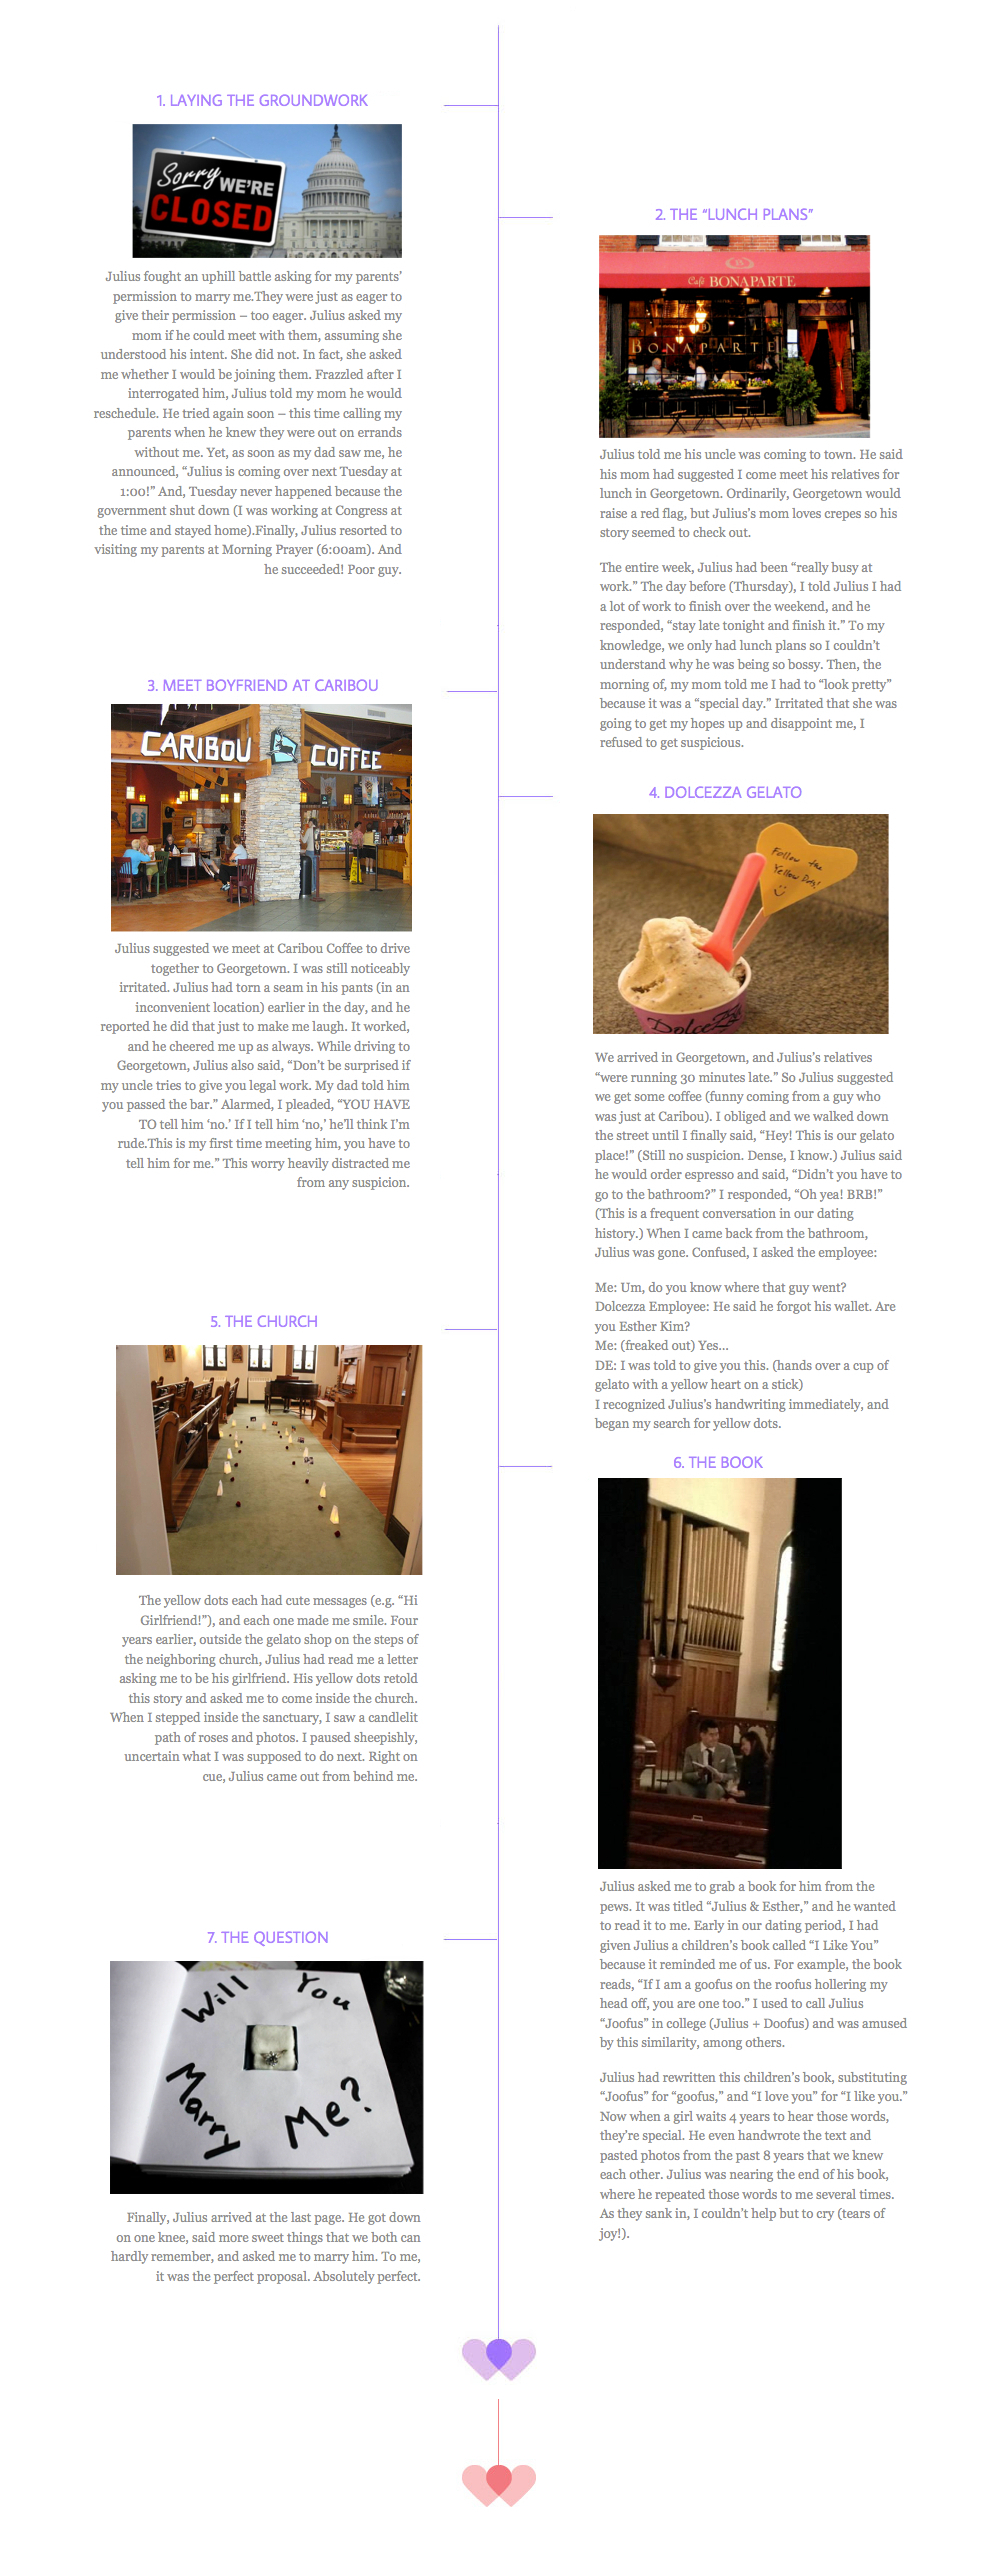 1. LAYING THE GROUNDWORK
Sorry
WE'RE
CLOSED
Julius fought an uphill battle asking for my parents'
permission to marry me.They were just as eager to
give their permission – too eager. Julius asked my
mom if he could meet with them, assuming she
understood his intent. She did not. In fact, she asked
me whether I would be joining them. Frazzled after I
interrogated him, Julius told my mom he would
reschedule. He tried again soon – this time calling my
parents when he knew they were out on errands
without me. Yet, as soon as my dad saw me, he
announced, “Julius is coming over next Tuesday at
1:00!” And, Tuesday never happened because the
government shut down (I was working at Congress at
the time and stayed home).Finally, Julius resorted to
visiting my parents at Morning Prayer (6:00am). And
he succeeded! Poor guy.
2. THE “LUNCH PLANS”
Café BONAPARTE
BONAPARTE
Julius told me his uncle was coming to town. He said
his mom had suggested I come meet his relatives for
lunch in Georgetown. Ordinarily, Georgetown would
raise a red flag, but Julius's mom loves crepes so his
story seemed to check out.
The entire week, Julius had been “really busy at
work.” The day before (Thursday), I told Julius I had
a lot of work to finish over the weekend, and he
responded, “stay late tonight and finish it.” To my
knowledge, we only had lunch plans so I couldn't
understand why he was being so bossy. Then, the
morning of, my mom told me I had to “look pretty”
because it was a “special day.” Irritated that she was
going to get my hopes up and disappoint me, I
refused to get suspicious.
3. MEET BOYFRIEND AT CARIBOU
CARIBOU COFFEE
Julius suggested we meet at Caribou Coffee to drive
together to Georgetown. I was still noticeably
irritated. Julius had torn a seam in his pants (in an
inconvenient location) earlier in the day, and he
reported he did that just to make me laugh. It worked,
and he cheered me up as always. While driving to
Georgetown, Julius also said, “Don't be surprised if
my uncle tries to give you legal work. My dad told him
you passed the bar.” Alarmed, I pleaded, “YOU HAVE
TO tell him ‘no.’ If I tell him ‘no,’ he'll think I'm
rude.This is my first time meeting him, you have to
tell him for me.” This worry heavily distracted me
from any suspicion.
4. DOLCEZZA GELATO
Follow the
Yellow Dots!
We arrived in Georgetown, and Julius's relatives
“were running 30 minutes late.” So Julius suggested
we get some coffee (funny coming from a guy who
was just at Caribou). I obliged and we walked down
the street until I finally said, “Hey! This is our gelato
place!” (Still no suspicion. Dense, I know.) Julius said
he would order espresso and said, “Didn't you have to
go to the bathroom?” I responded, “Oh yea! BRB!”
(This is a frequent conversation in our dating
history.) When I came back from the bathroom,
Julius was gone. Confused, I asked the employee:
Me: Um, do you know where that guy went?
Dolcezza Employee: He said he forgot his wallet. Are
you Esther Kim?
Me: (freaked out) Yes...
DE: I was told to give you this. (hands over a cup of
gelato with a yellow heart on a stick)
I recognized Julius's handwriting immediately, and
began my search for yellow dots.
5. THE CHURCH
The yellow dots each had cute messages (e.g. “Hi
Girlfriend!”), and each one made me smile. Four
years earlier, outside the gelato shop on the steps of
the neighboring church, Julius had read me a letter
asking me to be his girlfriend. His yellow dots retold
this story and asked me to come inside the church.
When I stepped inside the sanctuary, I saw a candlelit
path of roses and photos. I paused sheepishly,
uncertain what I was supposed to do next. Right on
cue, Julius came out from behind me.
6. THE BOOK
Julius asked me to grab a book for him from the
pews. It was titled “Julius & Esther,” and he wanted
to read it to me. Early in our dating period, I had
given Julius a children's book called “I Like You”
because it reminded me of us. For example, the book
reads, “If I am a goofus on the roofus hollering my
head off, you are one too.” I used to call Julius
“Joofus” in college (Julius + Doofus) and was amused
by this similarity, among others.
Julius had rewritten this children's book, substituting
“Joofus” for “goofus,” and “I love you” for “I like you.”
Now when a girl waits 4 years to hear those words,
they're special. He even handwrote the text and
pasted photos from the past 8 years that we knew
each other. Julius was nearing the end of his book,
where he repeated those words to me several times.
As they sank in, I couldn't help but to cry (tears of
joy!).
7. THE QUESTION
Will You
Marry Me?
Finally, Julius arrived at the last page. He got down
on one knee, said more sweet things that we both can
hardly remember, and asked me to marry him. To me,
it was the perfect proposal. Absolutely perfect.